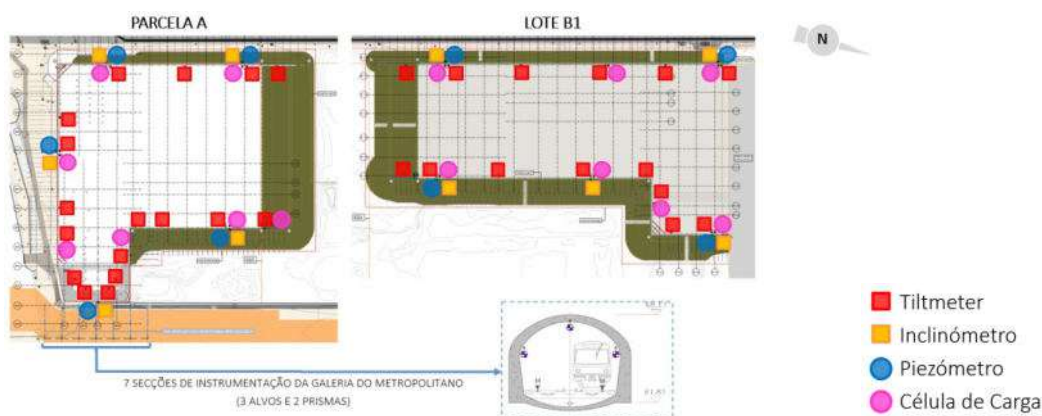 PARCELA A
LOTE B1
N
7 SECÇÕES DE INSTRUMENTAÇÃO DA GALERIA DO METROPOLITANO
(3 ALVOS E 2 PRISMAS)
Tiltmeter
Inclinómetro
Piezómetro
Célula de Carga